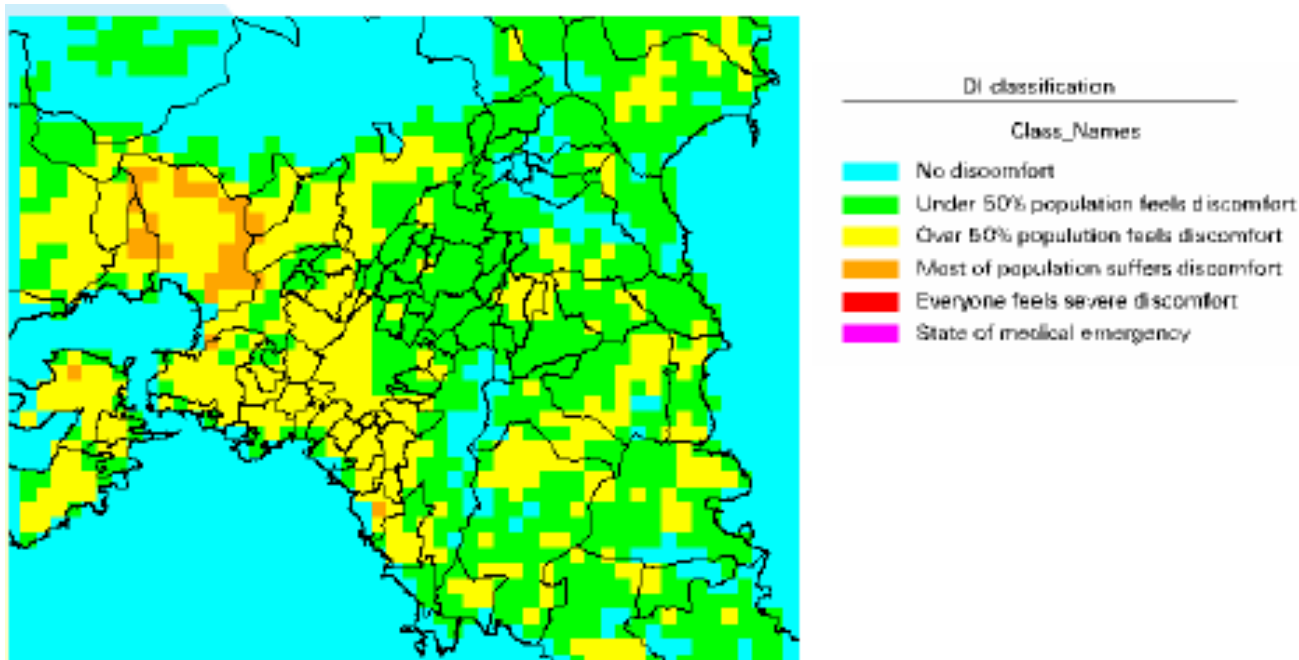 DI classification
Class_Names
No discomfort
Under 50% population feels discomfort
Over 50% population feels discomfort
Most of population suffers discomfort
Everyone feels severe discomfort
State of medical emergency